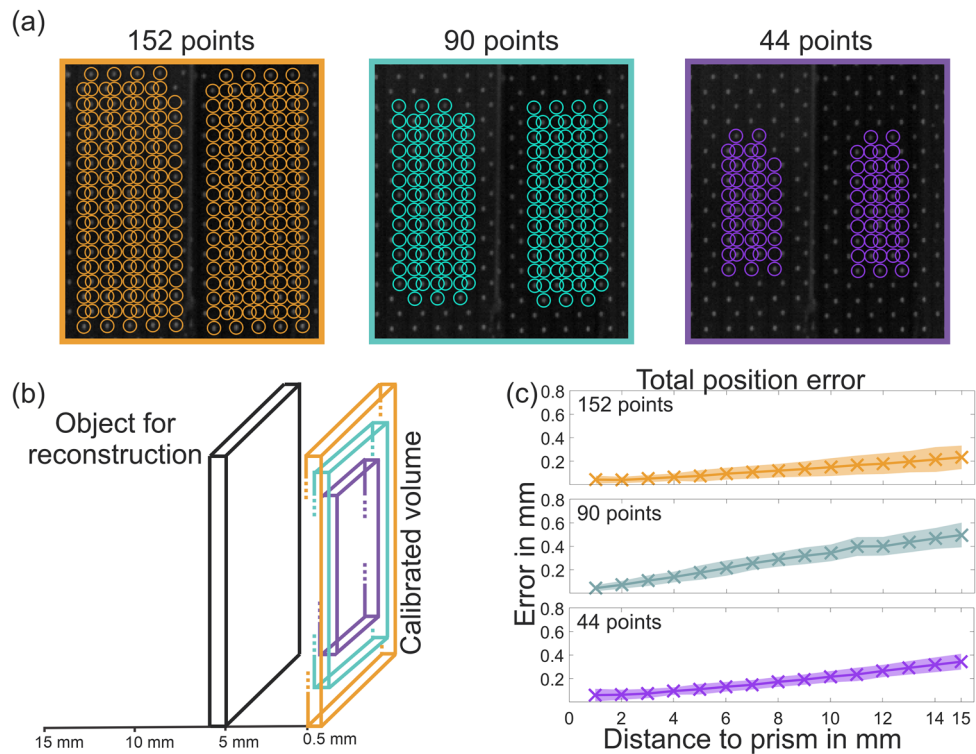 (a)
152 points
90 points
44 points
(b)
Object for
reconstruction
Calibrated volume
15 mm
10 mm
5 mm
0.5 mm
(c)
Total position error
Error in mm
0.8
152 points
0.6
0.4
0.2
0.8
90 points
0.6
0.4
0.2
0.8
44 points
0.6
0.4
0.2
0 2 4 6 8 10 12 14 15
Distance to prism in mm